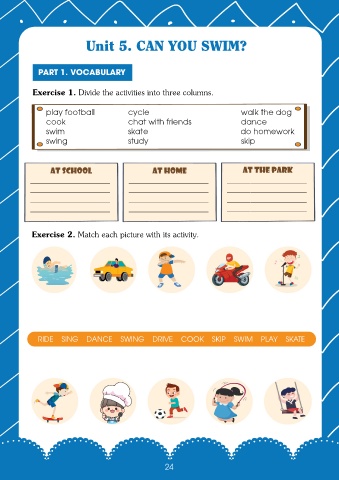 Unit 5. CAN YOU SWIM?
PART 1. VOCABULARY
Exercise 1. Divide the activities into three columns.
play football cycle walk the dog
cook chat with friends dance
swim skate do homework
swing study skip
AT SCHOOL AT HOME AT THE PARK
Exercise 2. Match each picture with its activity.
RIDE SING DANCE SWING DRIVE COOK SKIP SWIM PLAY SKATE
24